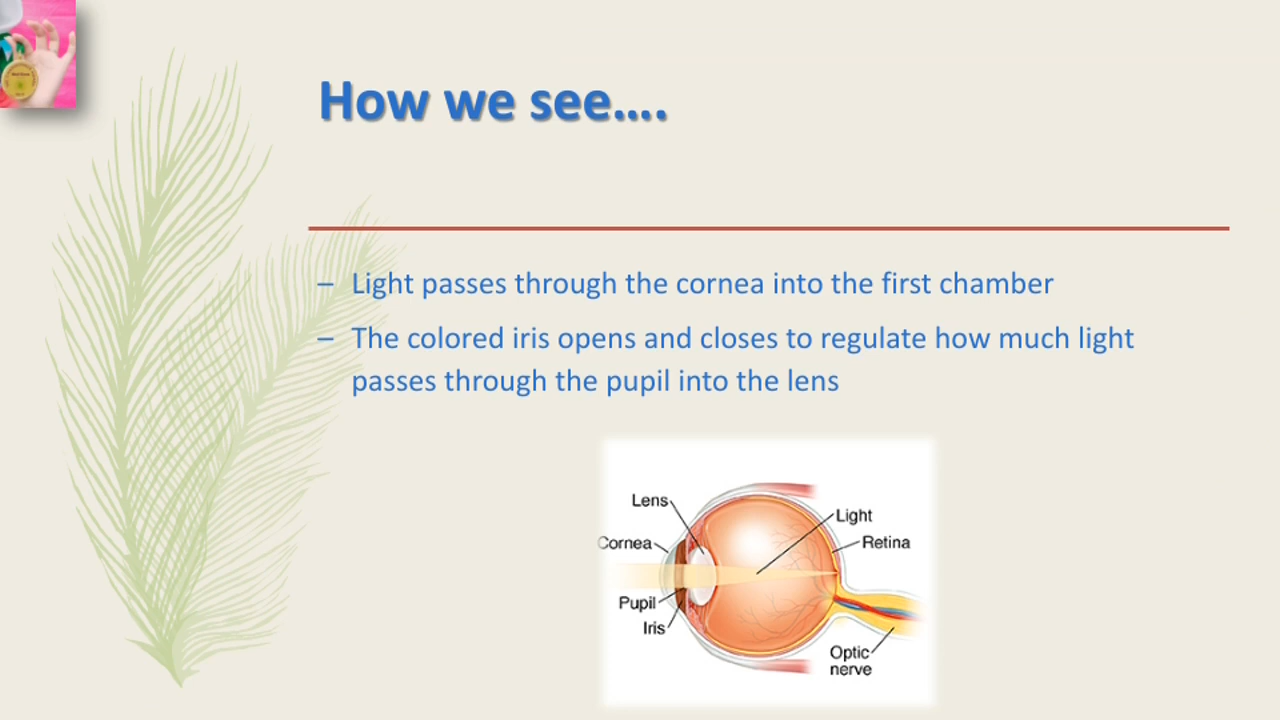 How we see....
– Light passes through the cornea into the first chamber
– The colored iris opens and closes to regulate how much light
passes through the pupil into the lens
Lens
Light
Cornea
Retina
Pupil
Iris
Optic
nerve